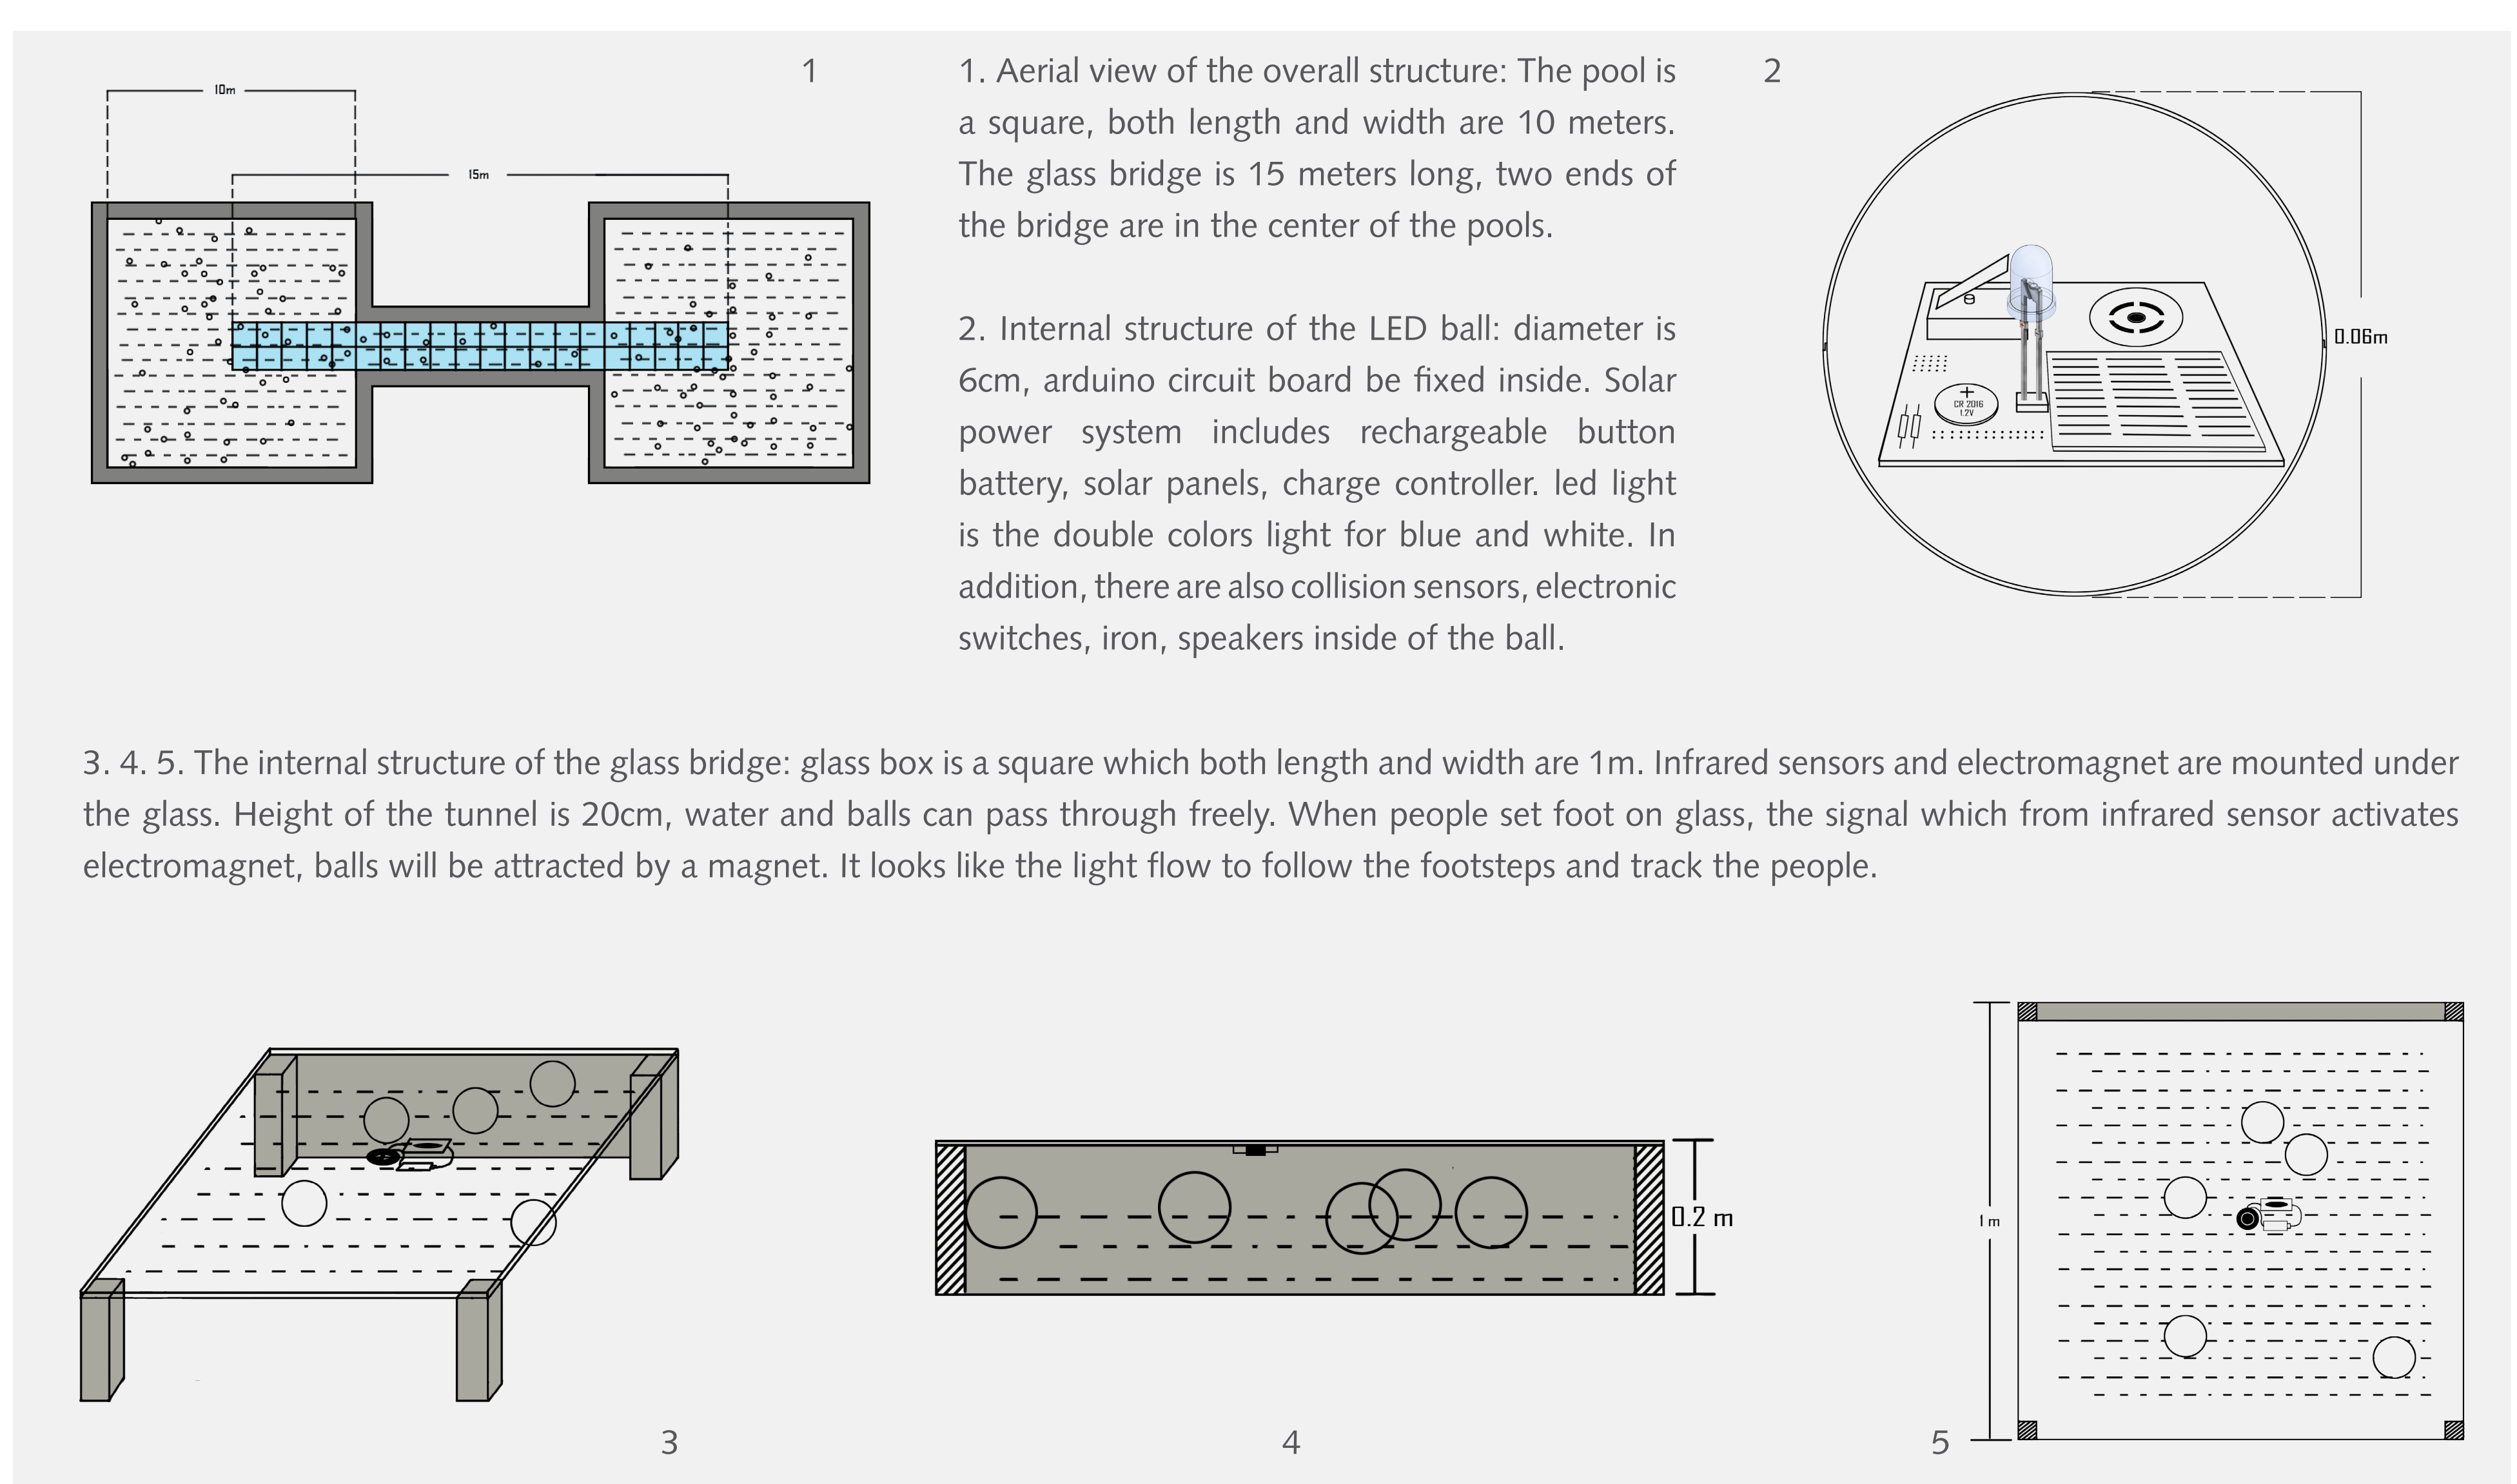 1
10m
15m
1. Aerial view of the overall structure: The pool is
a square, both length and width are 10 meters.
The glass bridge is 15 meters long, two ends of
the bridge are in the center of the pools.
2. Internal structure of the LED ball: diameter is
6cm, arduino circuit board be fixed inside. Solar
power system includes rechargeable button
battery, solar panels, charge controller. led light
is the double colors light for blue and white. In
addition, there are also collision sensors, electronic
switches, iron, speakers inside of the ball.
2
0.06m
+
CR 2016
1.2V
3. 4. 5. The internal structure of the glass bridge: glass box is a square which both length and width are 1m. Infrared sensors and electromagnet are mounted under
the glass. Height of the tunnel is 20cm, water and balls can pass through freely. When people set foot on glass, the signal which from infrared sensor activates
electromagnet, balls will be attracted by a magnet. It looks like the light flow to follow the footsteps and track the people.
3
0.2 m
4
1 m
5